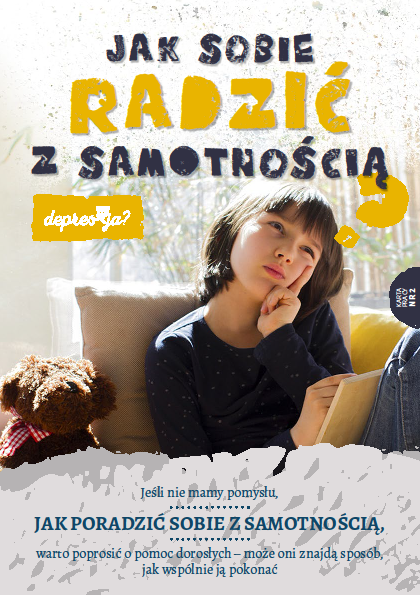 JAK SOBIE
RADZIĆ
Z SAMOTNOŚCIĄ?
depresja?
KARTA
PRACY
NR 2
Jeśli nie mamy pomysłu,
JAK PORADZIĆ SOBIE Z SAMOTNOŚCIĄ,
warto poprosić o pomoc dorosłych – może oni znajdą sposób,
jak wspólnie ją pokonać